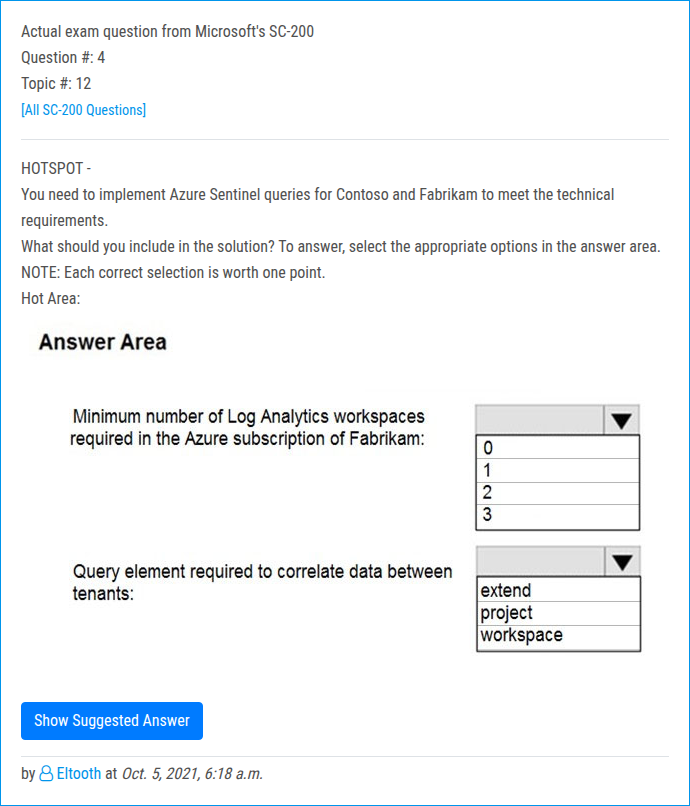 Actual exam question from Microsoft's SC-200
Question #: 4
Topic #: 12
[All SC-200 Questions]
HOTSPOT -
You need to implement Azure Sentinel queries for Contoso and Fabrikam to meet the technical
requirements.
What should you include in the solution? To answer, select the appropriate options in the answer area.
NOTE: Each correct selection is worth one point.
Hot Area:
Answer Area
Minimum number of Log Analytics workspaces
required in the Azure subscription of Fabrikam:
0
1
2
3
Query element required to correlate data between
tenants:
extend
project
workspace
Show Suggested Answer
by Eltooth at Oct. 5, 2021, 6:18 a.m.